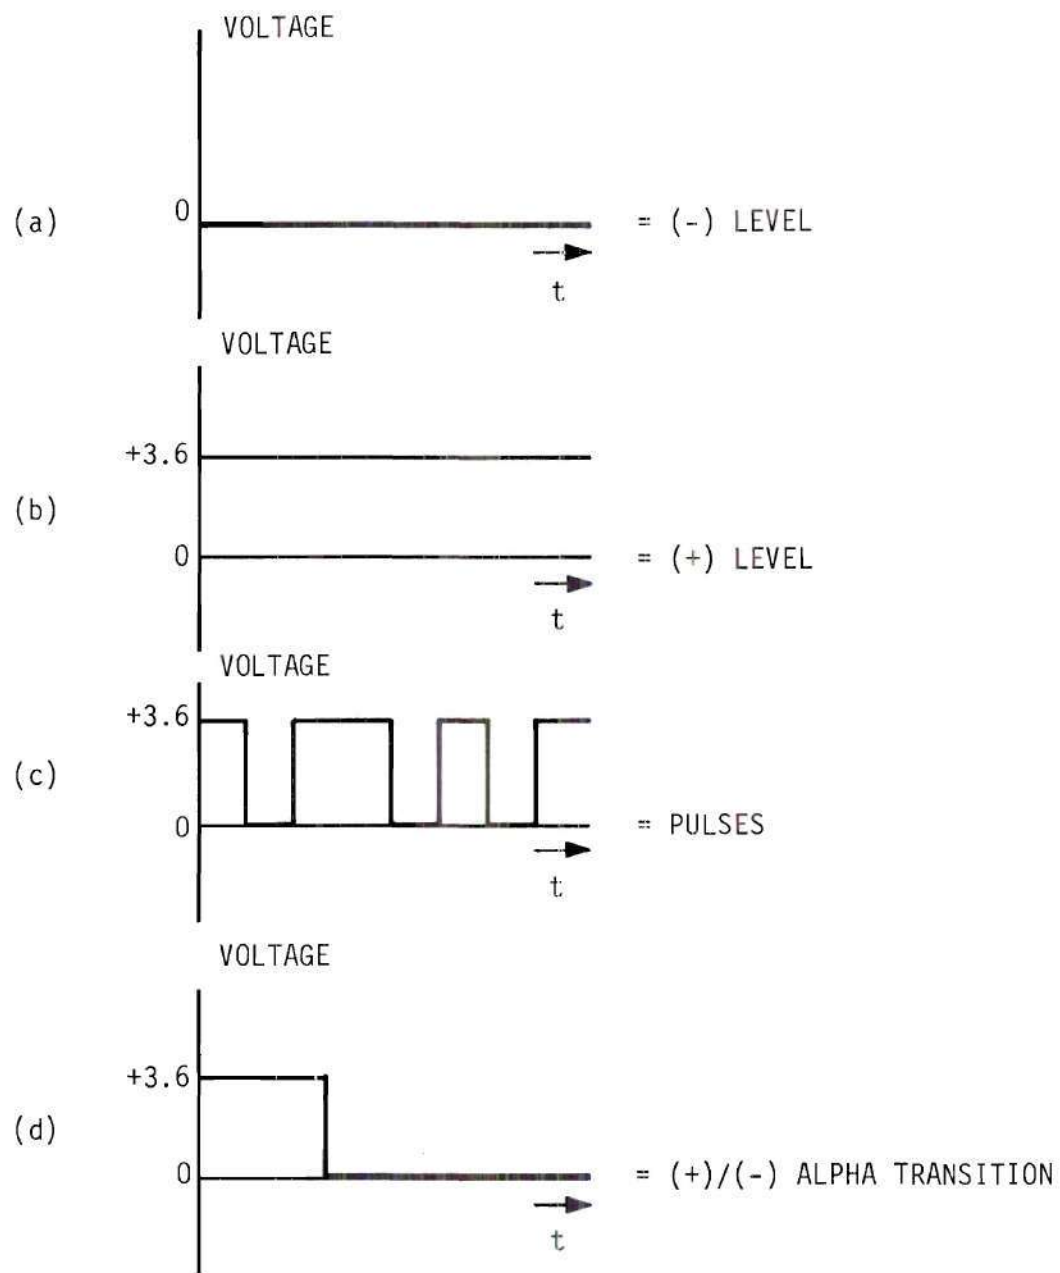 VOLTAGE
(a)
0
= (-) LEVEL
t
VOLTAGE
+3.6
(b)
0
= (+) LEVEL
t
VOLTAGE
+3.6
(c)
0
= PULSES
t
VOLTAGE
+3.6
(d)
0
= (+)/(-) ALPHA TRANSITION
t